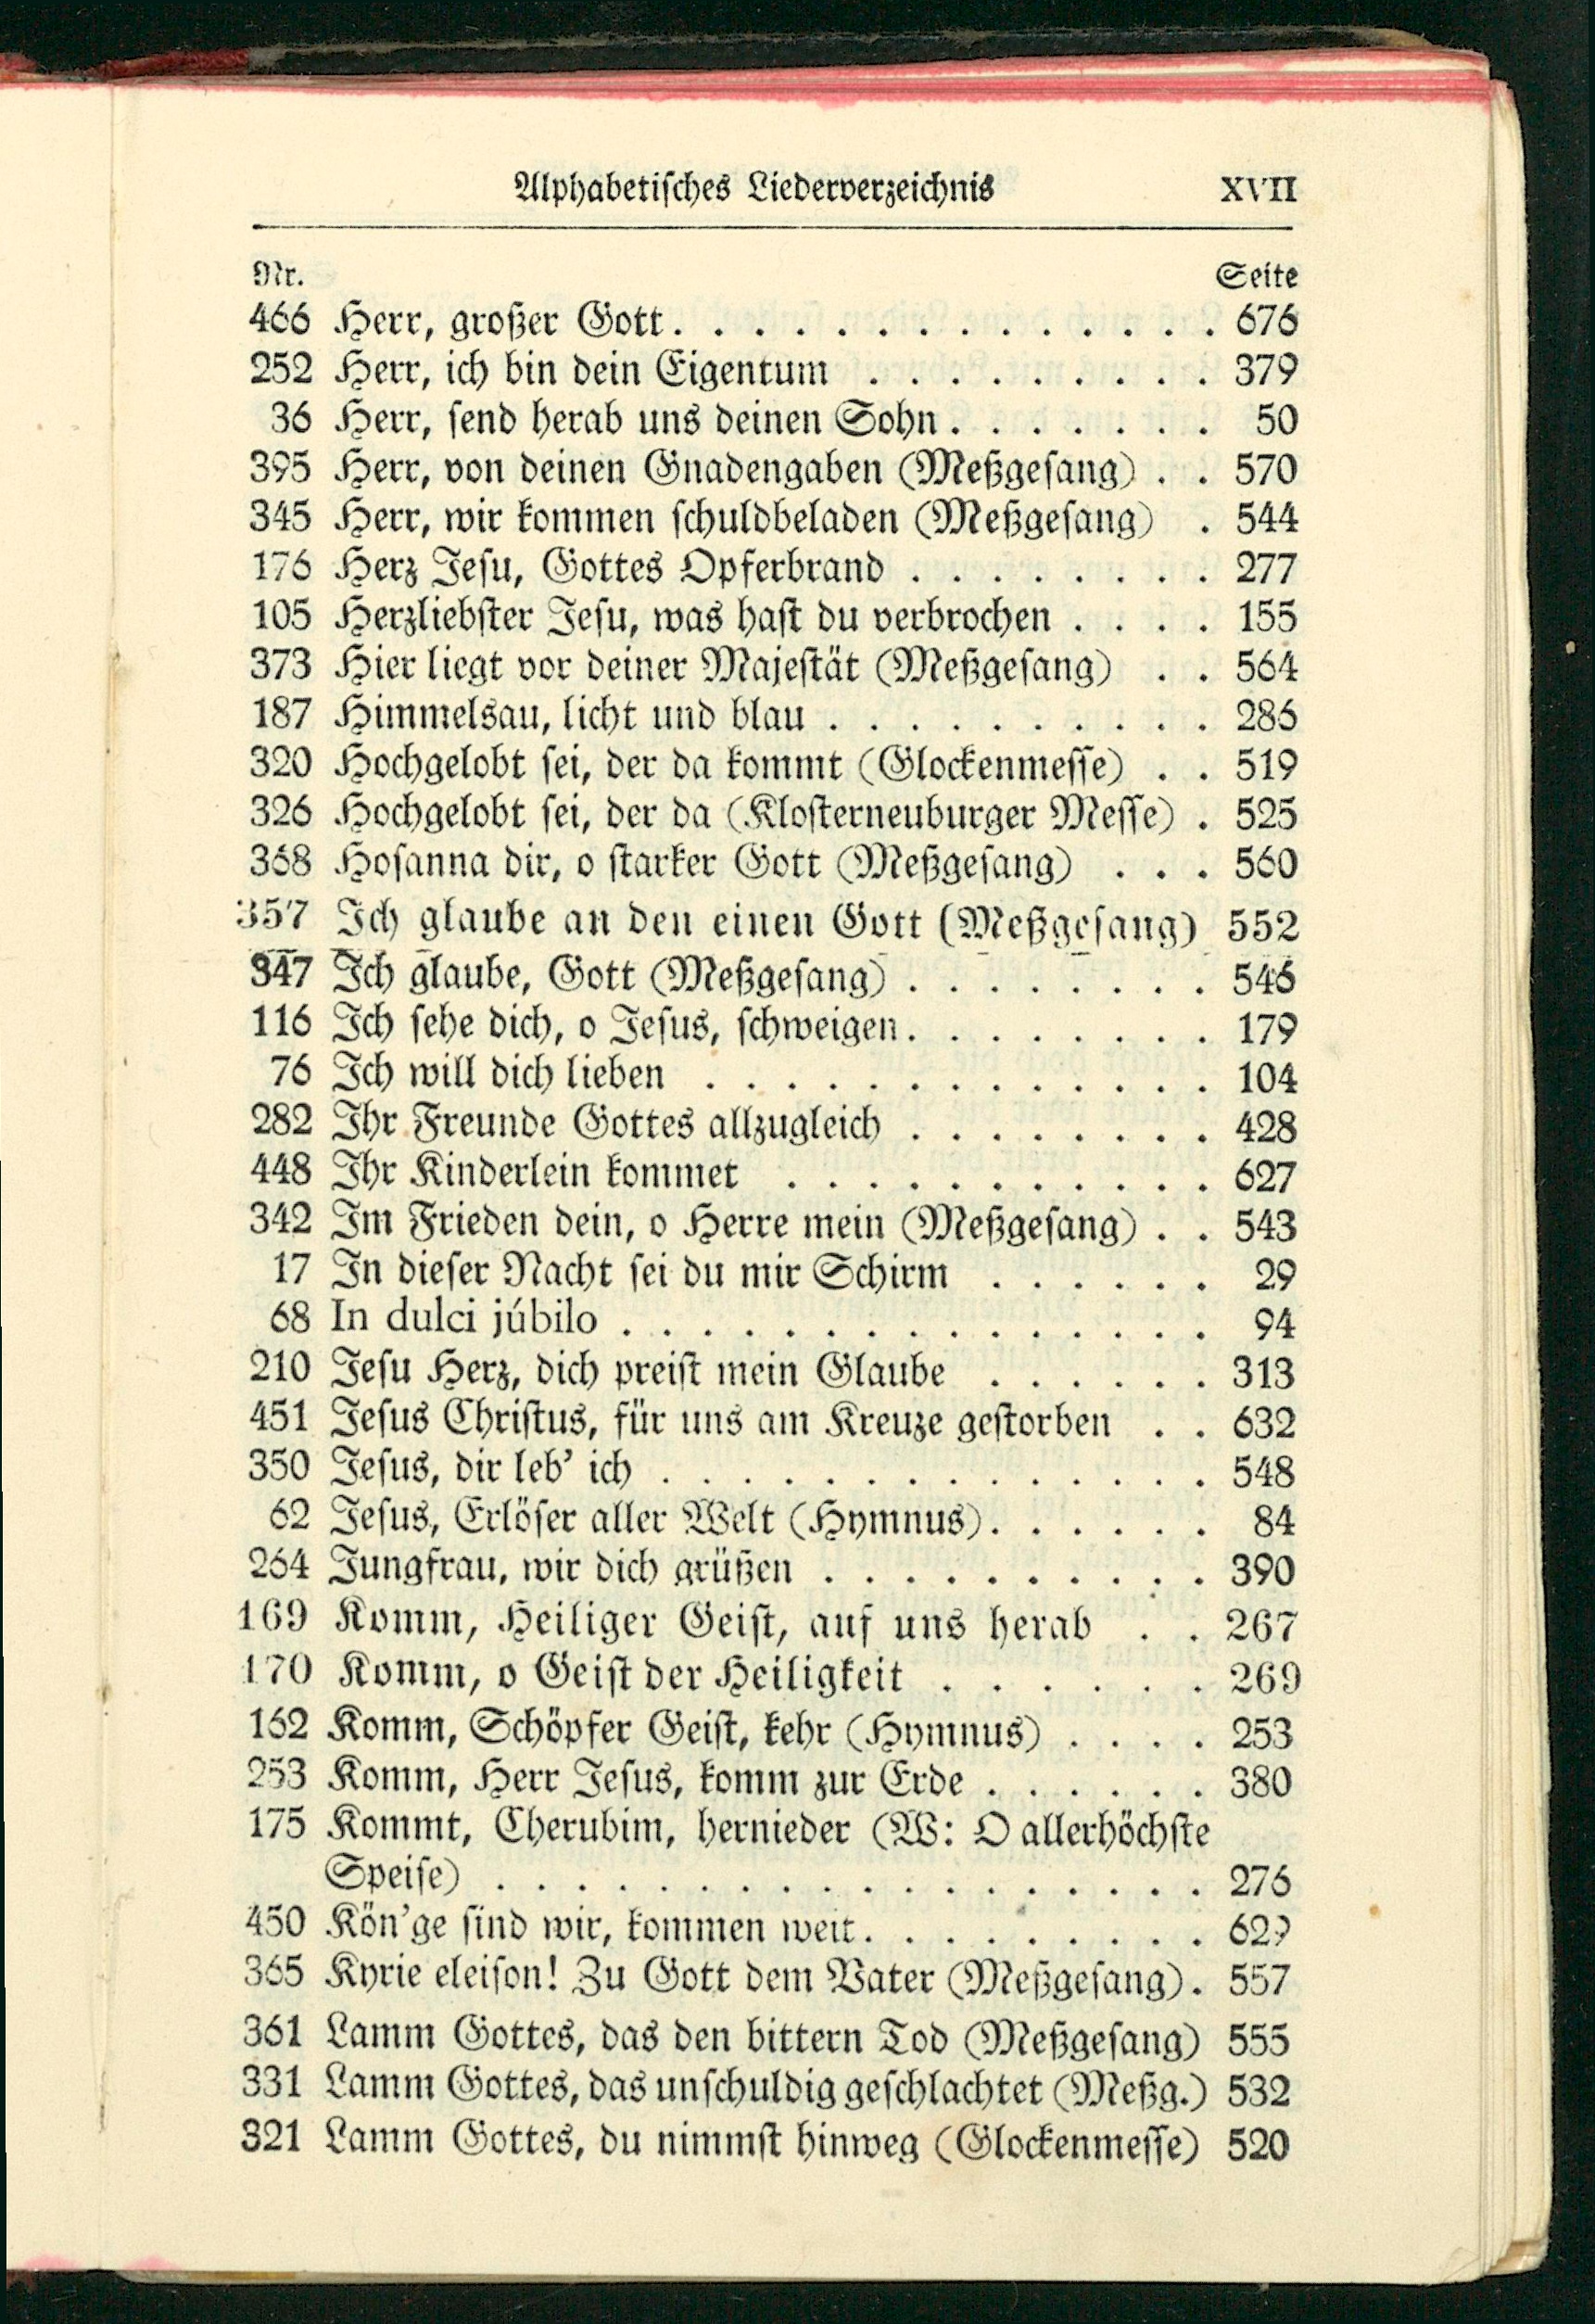 Alphabetisches Liederverzeichnis XVII
Nr. Seite
466 Herr, großer Gott. . . . . . . . . . . . . . 676
252 Herr, ich bin dein Eigentum . . . . . . . . . 379
36 Herr, send herab uns deinen Sohn. . . . . . . 50
395 Herr, von deinen Gnadengaben (Meßgesang) . . 570
345 Herr, wir kommen schuldbeladen (Meßgesang) . 544
176 Herz Jesu, Gottes Opferbrand . . . . . . . . 277
105 Herzliebster Jesu, was hast du verbrochen . . . . 155
373 Hier liegt vor deiner Majestät (Meßgesang) . . 564
187 Himmelsau, licht und blau . . . . . . . . . . 286
320 Hochgelobt sei, der da kommt (Glockenmesse) . . 519
326 Hochgelobt sei, der da (Klosterneuburger Messe) . 525
368 Hosanna dir, o starker Gott (Meßgesang) . . . 560
357 Ich glaube an den einen Gott (Meßgesang) 552
347 Ich glaube, Gott (Meßgesang) . . . . . . . . 546
116 Ich sehe dich, o Jesus, schweigen. . . . . . . . 179
76 Ich will dich lieben . . . . . . . . . . . . . 104
282 Ihr Freunde Gottes allzugleich . . . . . . . . 428
448 Ihr Kinderlein kommet . . . . . . . . . . . 627
342 Im Frieden dein, o Herre mein (Meßgesang) . . 543
17 In dieser Nacht sei du mir Schirm . . . . . . 29
68 In dulci júbilo . . . . . . . . . . . . . . . 94
210 Jesu Herz, dich preist mein Glaube . . . . . . 313
451 Jesus Christus, für uns am Kreuze gestorben . . 632
350 Jesus, dir leb' ich . . . . . . . . . . . . . . 548
62 Jesus, Erlöser aller Welt (Hymnus). . . . . . 84
264 Jungfrau, wir dich grüßen . . . . . . . . . . 390
169 Komm, Heiliger Geist, auf uns herab . . 267
170 Komm, o Geist der Heiligkeit . . . . . . . 269
162 Komm, Schöpfer Geist, kehr (Hymnus) . . . . 253
253 Komm, Herr Jesus, komm zur Erde . . . . . . 380
175 Kommt, Cherubim, hernieder (W: O allerhöchste
Speise) . . . . . . . . . . . . . . . . . . 276
450 Kön'ge sind wir, kommen weit. . . . . . . . . 629
365 Kyrie eleison! Zu Gott dem Vater (Meßgesang). 557
361 Lamm Gottes, das den bittern Tod (Meßgesang) 555
331 Lamm Gottes, das unschuldig geschlachtet (Meßg.) 532
321 Lamm Gottes, du nimmst hinweg (Glockenmesse) 520